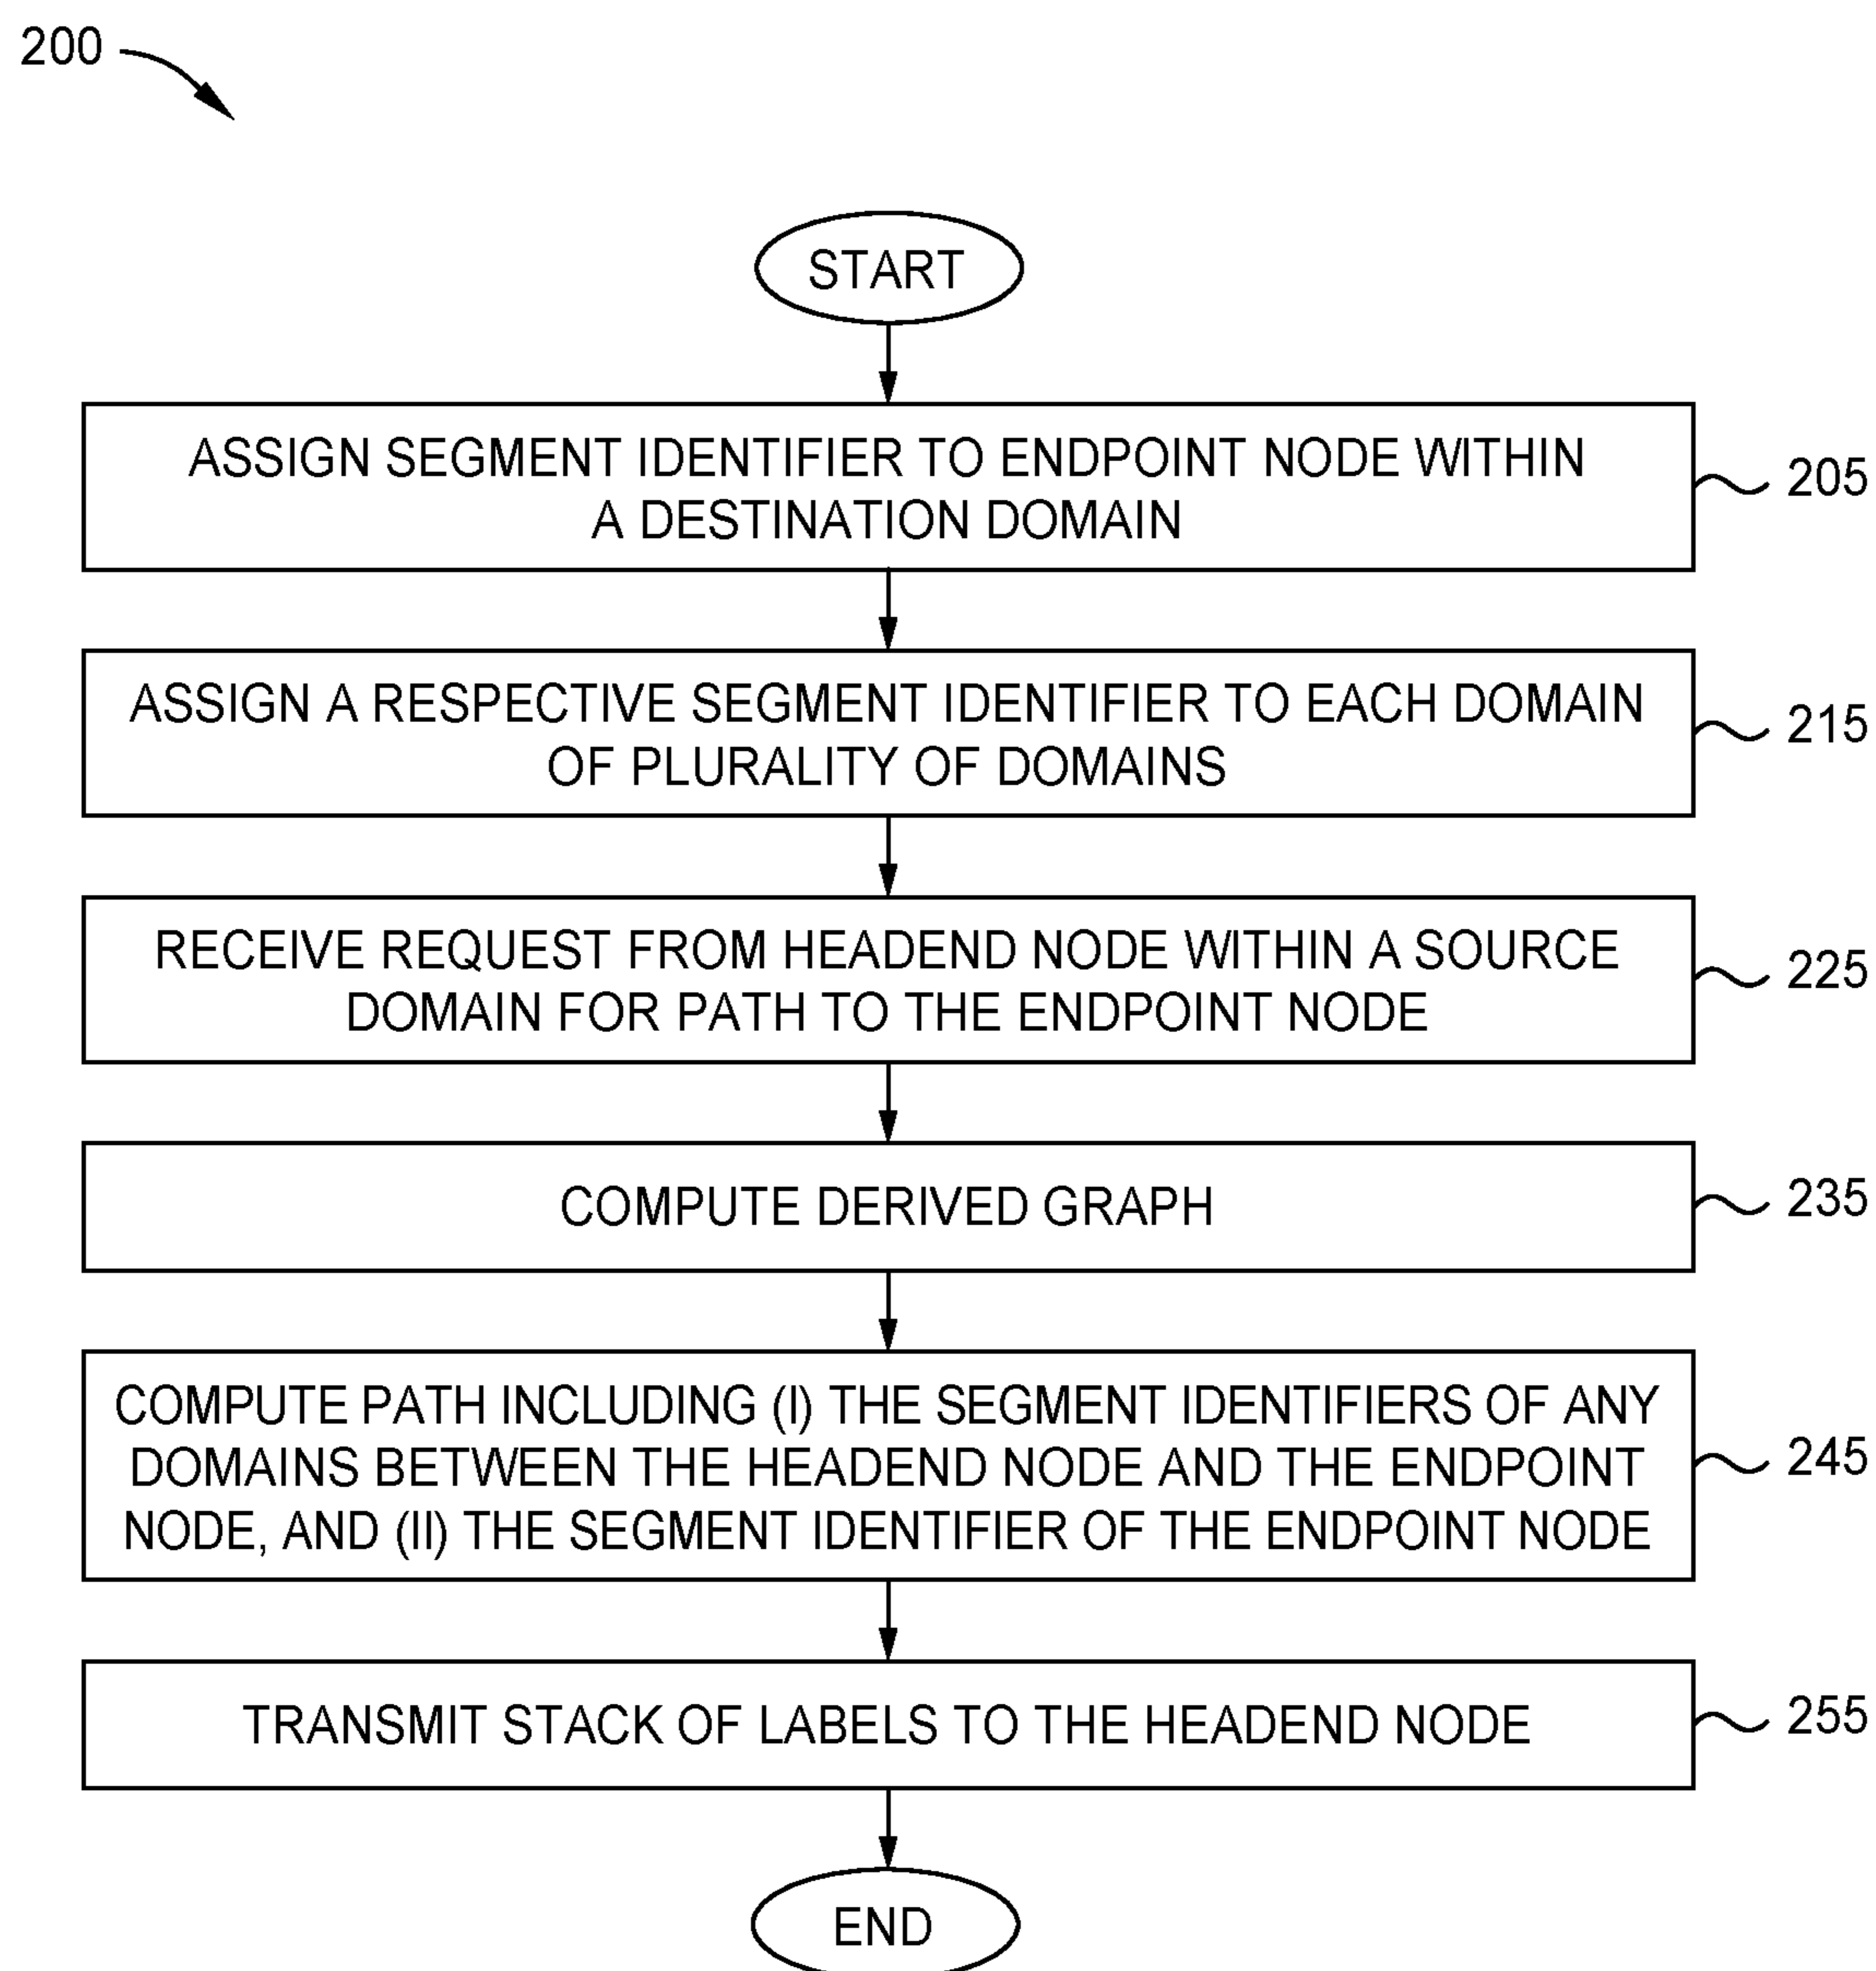 200
START
ASSIGN SEGMENT IDENTIFIER TO ENDPOINT NODE WITHIN
A DESTINATION DOMAIN
205
ASSIGN A RESPECTIVE SEGMENT IDENTIFIER TO EACH DOMAIN
OF PLURALITY OF DOMAINS
215
RECEIVE REQUEST FROM HEADEND NODE WITHIN A SOURCE
DOMAIN FOR PATH TO THE ENDPOINT NODE
225
COMPUTE DERIVED GRAPH
235
COMPUTE PATH INCLUDING (I) THE SEGMENT IDENTIFIERS OF ANY
DOMAINS BETWEEN THE HEADEND NODE AND THE ENDPOINT
NODE, AND (II) THE SEGMENT IDENTIFIER OF THE ENDPOINT NODE
245
TRANSMIT STACK OF LABELS TO THE HEADEND NODE
255
END